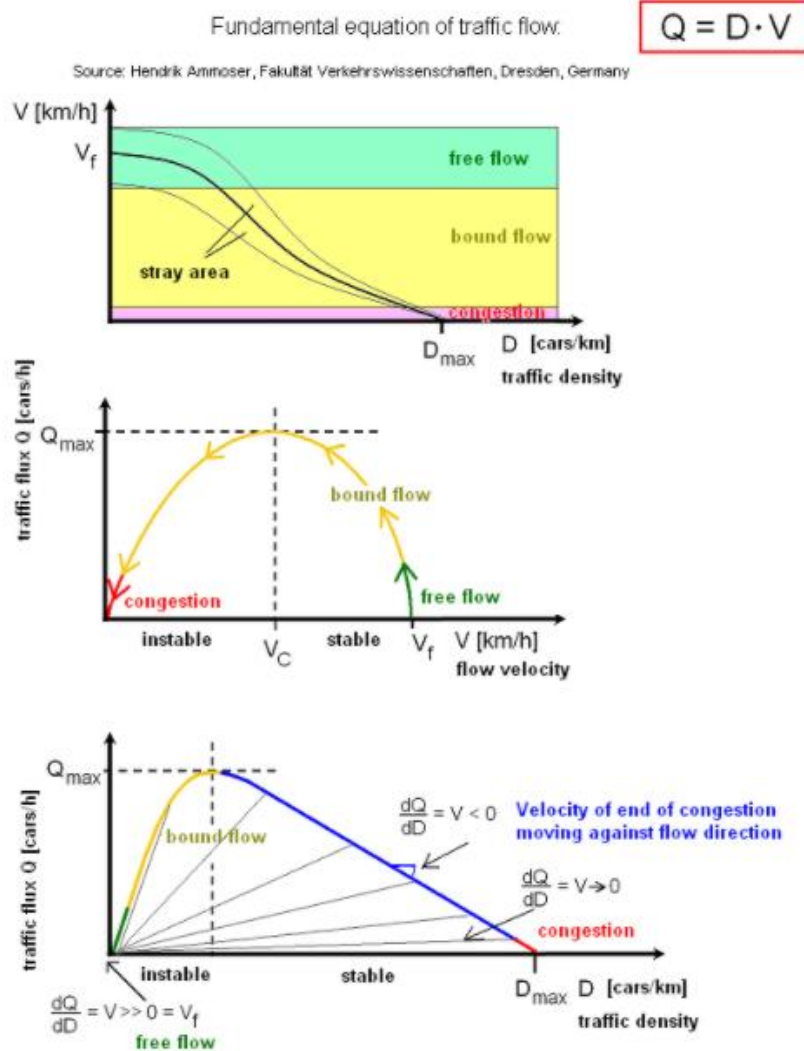 Fundamental equation of traffic flow:
Q = D · V
Source: Hendrik Ammoser, Fakultät Verkehrswissenschaften, Dresden, Germany
V [km/h]
V_f
free flow
bound flow
stray area
congestion
D_max
D [cars/km]
traffic density
traffic flux Q [cars/h]
Q_max
bound flow
congestion
free flow
instable
V_C
stable
V_f
V [km/h]
flow velocity
traffic flux Q [cars/h]
Q_max
bound flow
dQ/dD = V < 0
Velocity of end of congestion
moving against flow direction
dQ/dD = V → 0
congestion
instable
stable
D_max
D [cars/km]
traffic density
dQ/dD = V >> 0 = V_f
free flow